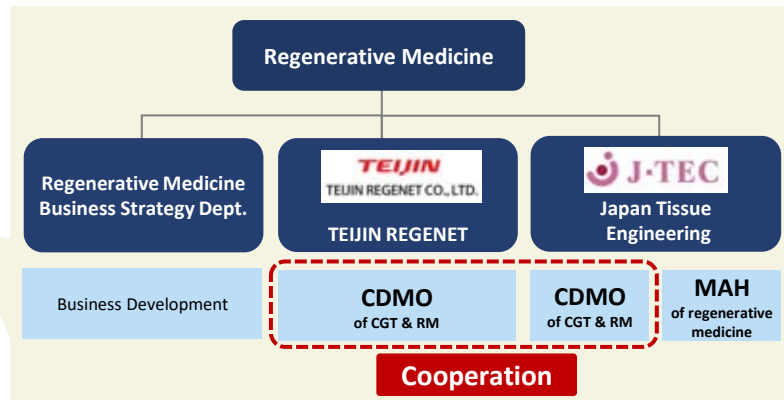 Regenerative Medicine
Regenerative Medicine
Business Strategy Dept.
TEIJIN
TEIJIN REGENET CO., LTD.
TEIJIN REGENET
J·TEC
Japan Tissue
Engineering
Business Development
CDMO
of CGT & RM
CDMO
of CGT & RM
MAH
of regenerative
medicine
Cooperation